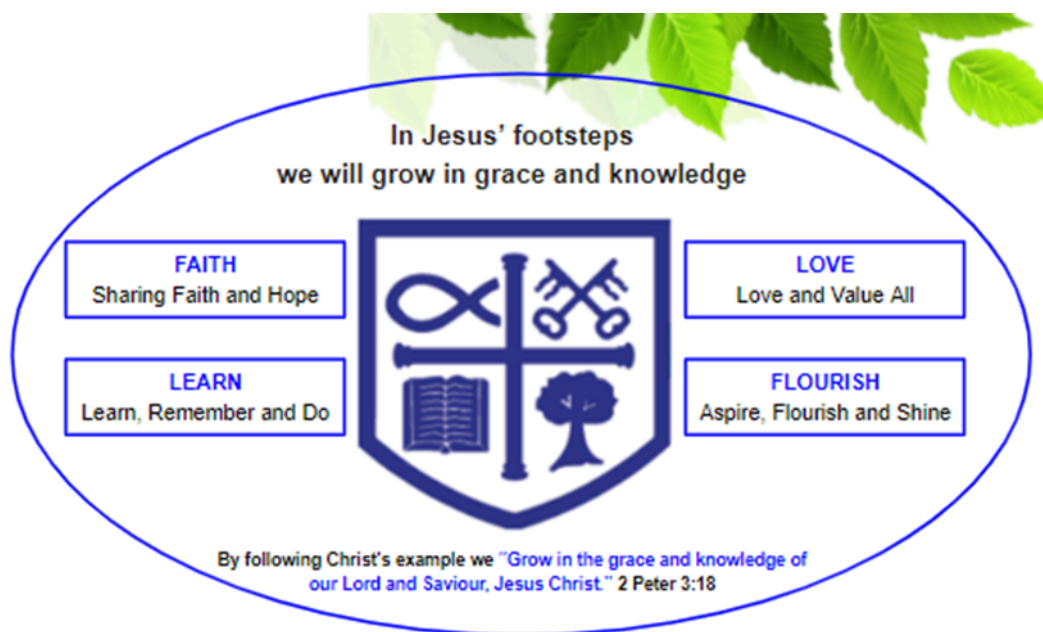 In Jesus’ footsteps
we will grow in grace and knowledge
FAITH
Sharing Faith and Hope
LOVE
Love and Value All
LEARN
Learn, Remember and Do
FLOURISH
Aspire, Flourish and Shine
By following Christ's example we “Grow in the grace and knowledge of
our Lord and Saviour, Jesus Christ.” 2 Peter 3:18